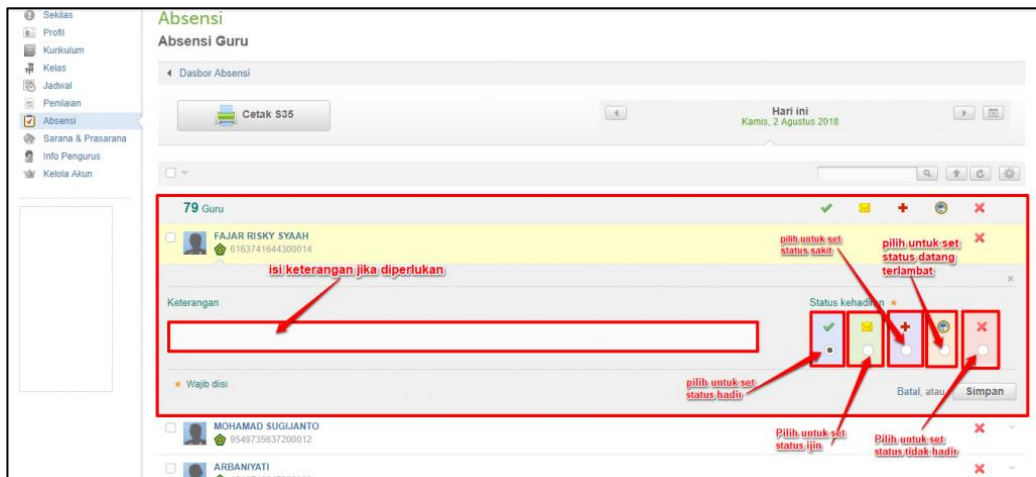 Sekilas
Profil
Kurikulum
Kelas
Jadwal
Penilaian
Absensi
Sarana & Prasarana
Info Pengurus
Kelola Akun
Absensi
Absensi Guru
Dasbor Absensi
Cetak S35
Hari ini
Kamis, 2 Agustus 2018
79 Guru
FAJAR RISKY SYAAH
6163741644300014
isi keterangan jika diperlukan
pilih untuk set
status sakit
pilih untuk set
status datang
terlambat
Keterangan
Status kehadiran *
* Wajib diisi
pilih untuk set
status hadir
Batal, atau
Simpan
Pilih untuk set
status ijin
Pilih untuk set
status tidak hadir
MOHAMAD SUGIJANTO
9549735637200012
ARBANIYATI